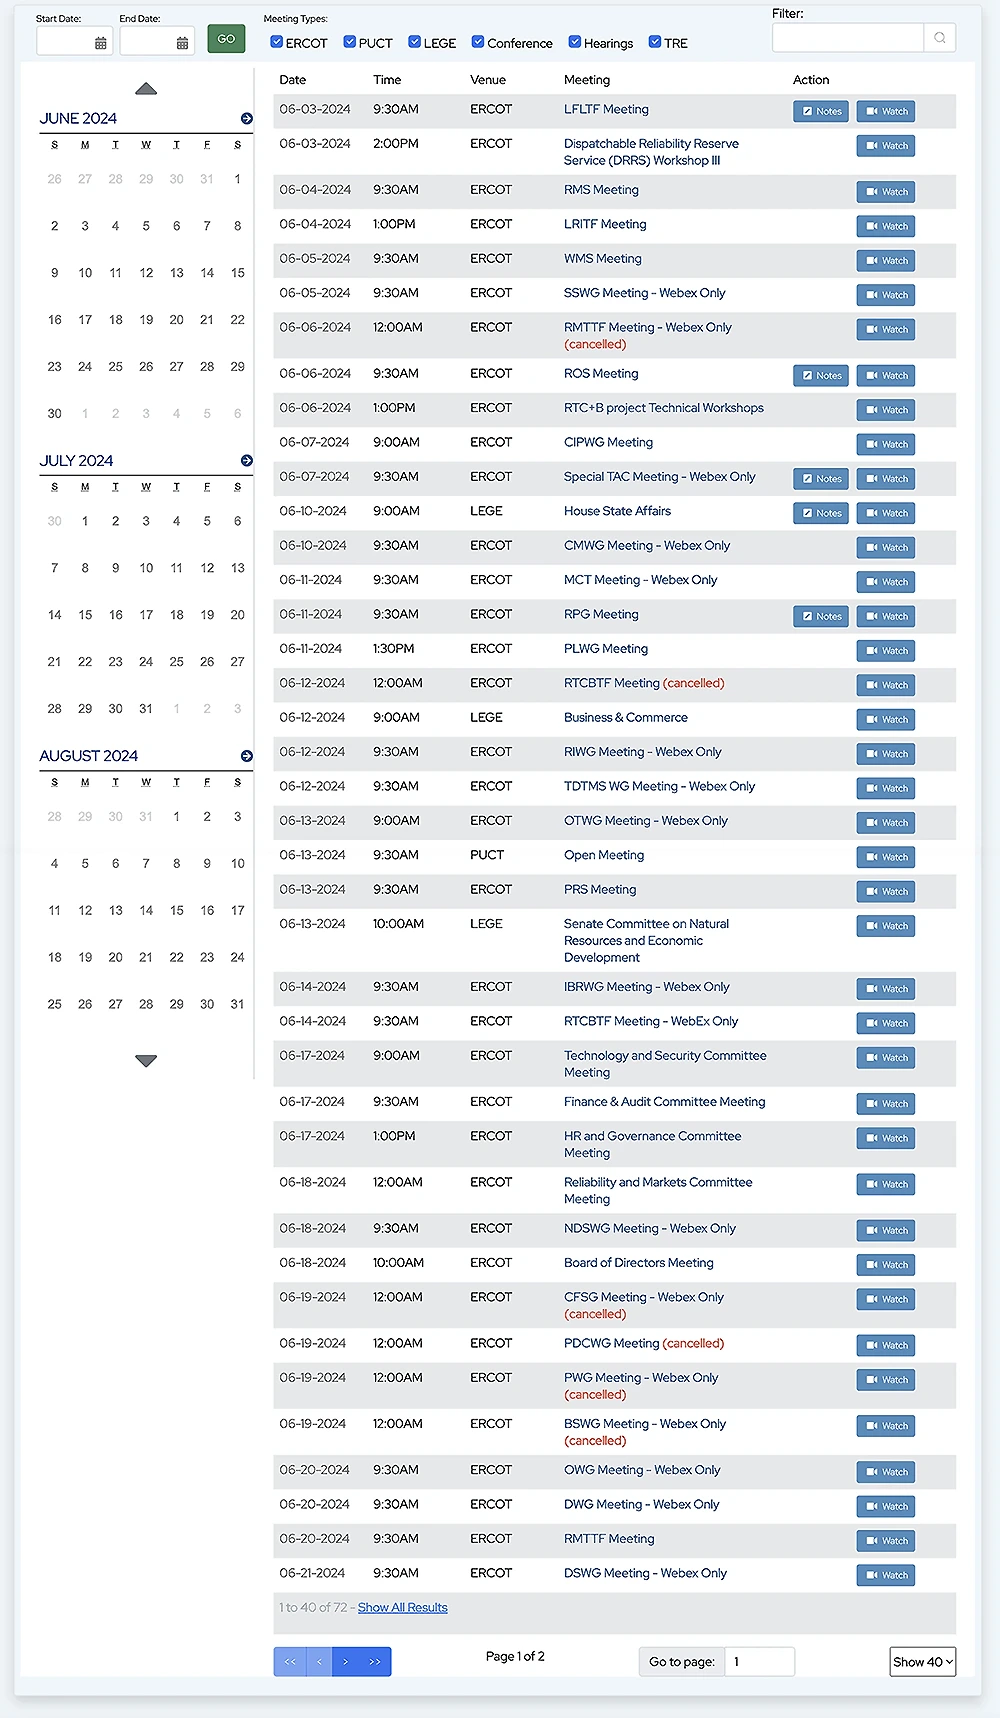 Start Date:
End Date:
GO
Meeting Types:
ERCOT PUCT LEGE Conference Hearings TRE
Filter:
JUNE 2024
S M T W T F S
26 27 28 29 30 31 1
2 3 4 5 6 7 8
9 10 11 12 13 14 15
16 17 18 19 20 21 22
23 24 25 26 27 28 29
30 1 2 3 4 5 6
JULY 2024
S M T W T F S
30 1 2 3 4 5 6
7 8 9 10 11 12 13
14 15 16 17 18 19 20
21 22 23 24 25 26 27
28 29 30 31 1 2 3
AUGUST 2024
S M T W T F S
28 29 30 31 1 2 3
4 5 6 7 8 9 10
11 12 13 14 15 16 17
18 19 20 21 22 23 24
25 26 27 28 29 30 31
Date Time Venue Meeting Action
06-03-2024 9:30AM ERCOT LFLTF Meeting Notes Watch
06-03-2024 2:00PM ERCOT Dispatchable Reliability Reserve Watch
Service (DRRS) Workshop III
06-04-2024 9:30AM ERCOT RMS Meeting Watch
06-04-2024 1:00PM ERCOT LRITF Meeting Watch
06-05-2024 9:30AM ERCOT WMS Meeting Watch
06-05-2024 9:30AM ERCOT SSWG Meeting - Webex Only Watch
06-06-2024 12:00AM ERCOT RMTTF Meeting - Webex Only Watch
(cancelled)
06-06-2024 9:30AM ERCOT ROS Meeting Notes Watch
06-06-2024 1:00PM ERCOT RTC+B project Technical Workshops Watch
06-07-2024 9:00AM ERCOT CIPWG Meeting Watch
06-07-2024 9:30AM ERCOT Special TAC Meeting - Webex Only Notes Watch
06-10-2024 9:00AM LEGE House State Affairs Notes Watch
06-10-2024 9:30AM ERCOT CMWG Meeting - Webex Only Watch
06-11-2024 9:30AM ERCOT MCT Meeting - Webex Only Watch
06-11-2024 9:30AM ERCOT RPG Meeting Notes Watch
06-11-2024 1:30PM ERCOT PLWG Meeting Watch
06-12-2024 12:00AM ERCOT RTCBTF Meeting (cancelled) Watch
06-12-2024 9:00AM LEGE Business & Commerce Watch
06-12-2024 9:30AM ERCOT RIWG Meeting - Webex Only Watch
06-12-2024 9:30AM ERCOT TDTMS WG Meeting - Webex Only Watch
06-13-2024 9:00AM ERCOT OTWG Meeting - Webex Only Watch
06-13-2024 9:30AM PUCT Open Meeting Watch
06-13-2024 9:30AM ERCOT PRS Meeting Watch
06-13-2024 10:00AM LEGE Senate Committee on Natural Watch
Resources and Economic
Development
06-14-2024 9:30AM ERCOT IBRWG Meeting - Webex Only Watch
06-14-2024 9:30AM ERCOT RTCBTF Meeting - WebEx Only Watch
06-17-2024 9:00AM ERCOT Technology and Security Committee Watch
Meeting
06-17-2024 9:30AM ERCOT Finance & Audit Committee Meeting Watch
06-17-2024 1:00PM ERCOT HR and Governance Committee Watch
Meeting
06-18-2024 12:00AM ERCOT Reliability and Markets Committee Watch
Meeting
06-18-2024 9:30AM ERCOT NDSWG Meeting - Webex Only Watch
06-18-2024 10:00AM ERCOT Board of Directors Meeting Watch
06-19-2024 12:00AM ERCOT CFSG Meeting - Webex Only Watch
(cancelled)
06-19-2024 12:00AM ERCOT PDCWG Meeting (cancelled) Watch
06-19-2024 12:00AM ERCOT PWG Meeting - Webex Only Watch
(cancelled)
06-19-2024 12:00AM ERCOT BSWG Meeting - Webex Only Watch
(cancelled)
06-20-2024 9:30AM ERCOT OWG Meeting - Webex Only Watch
06-20-2024 9:30AM ERCOT DWG Meeting - Webex Only Watch
06-20-2024 9:30AM ERCOT RMTTF Meeting Watch
06-21-2024 9:30AM ERCOT DSWG Meeting - Webex Only Watch
1 to 40 of 72 - Show All Results
<< < > >> Page 1 of 2 Go to page: 1 Show 40